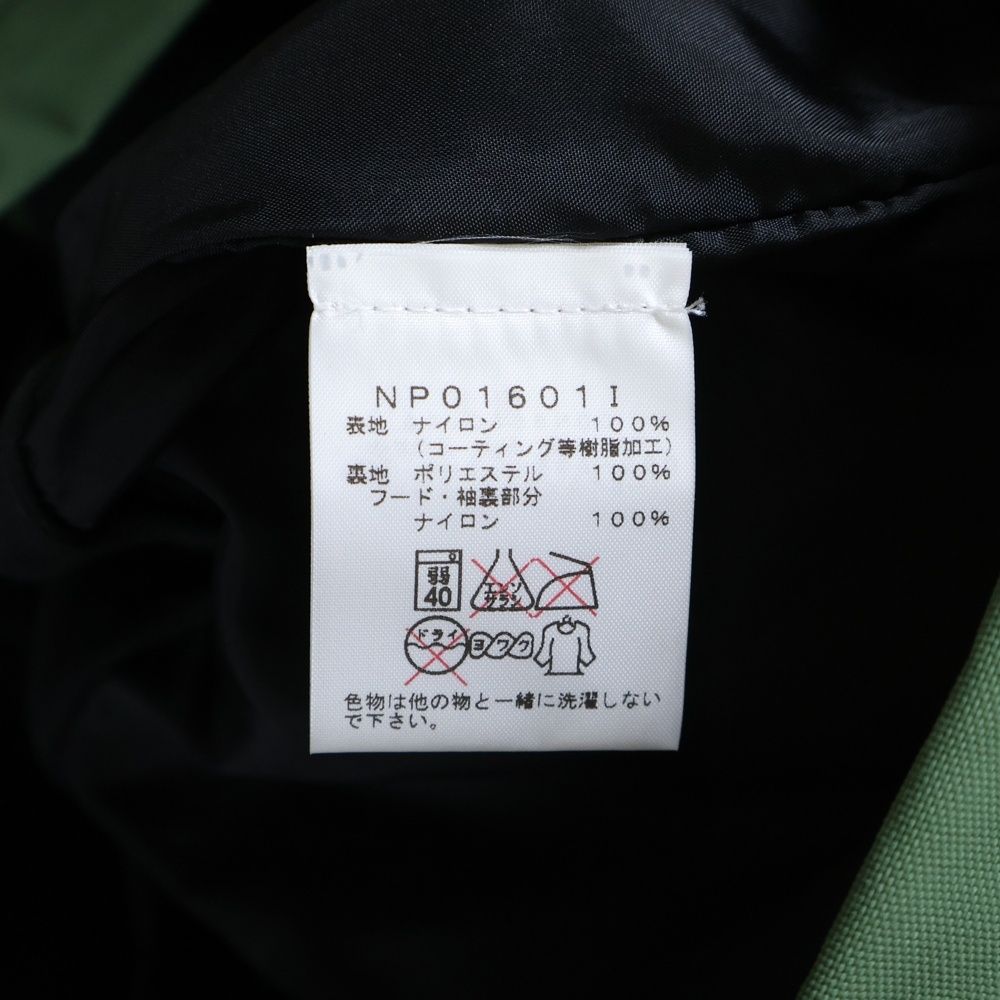 NP01601I
表地 ナイロン 100%
(コーティング等樹脂加工)
裏地 ポリエステル 100%
フード・袖裏部分
ナイロン 100%
弱
40
エンソ
サラシ
ドライ
ヨワク
色物は他の物と一緒に洗濯しない
で下さい。